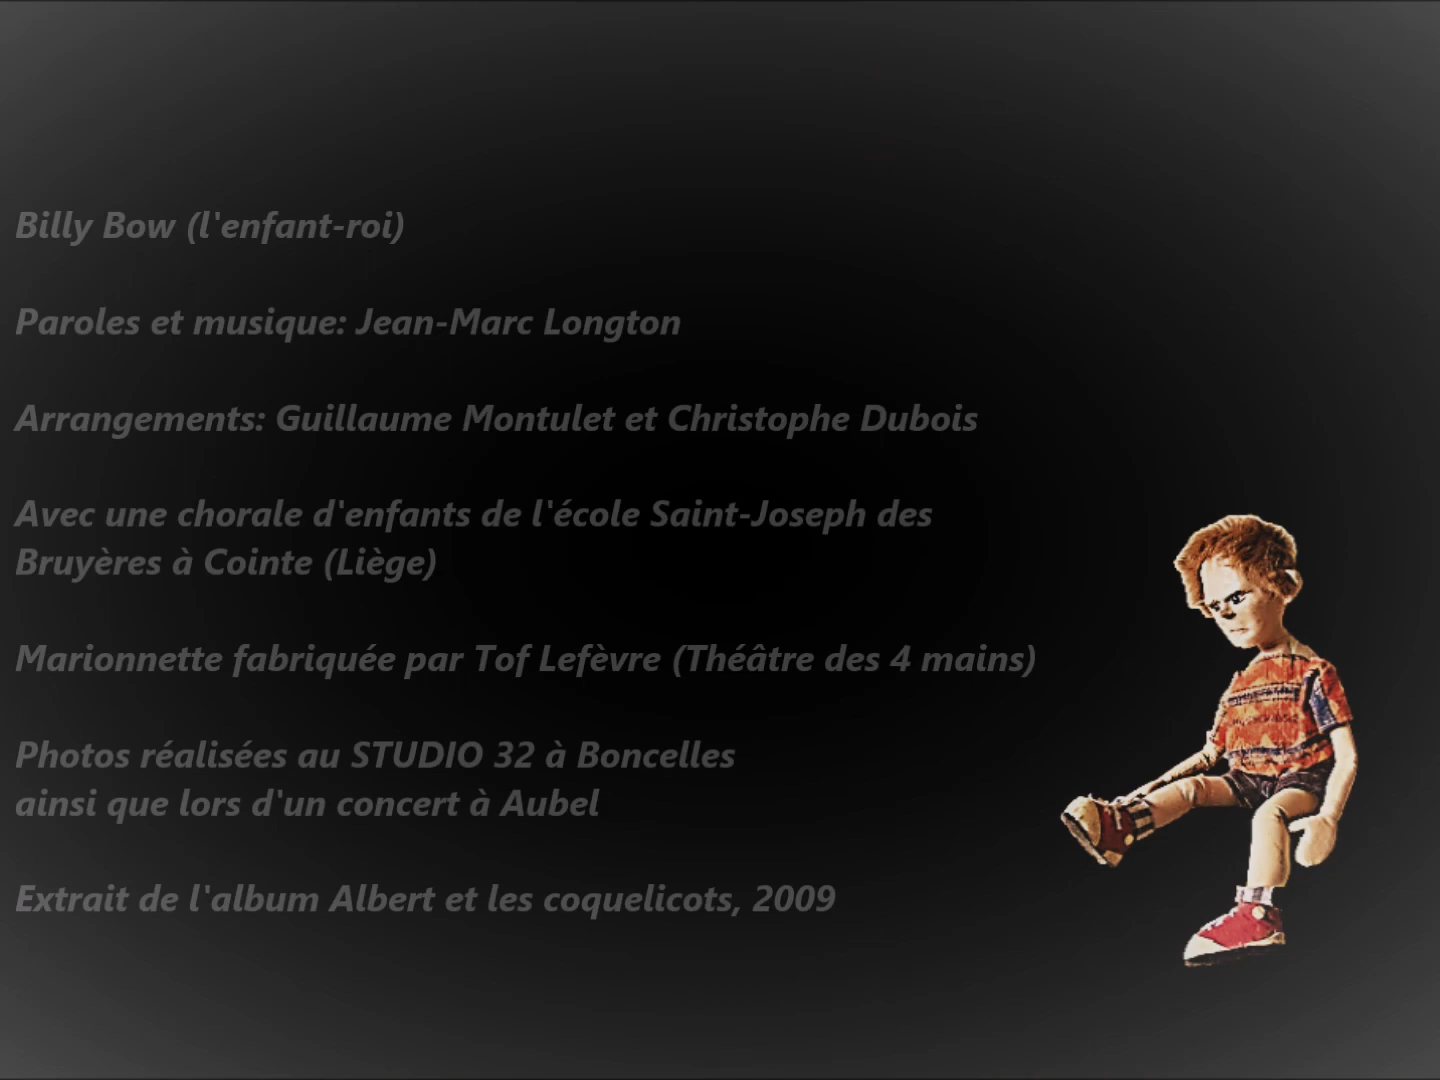 Billy Bow (l'enfant-roi)
Paroles et musique: Jean-Marc Longton
Arrangements: Guillaume Montulet et Christophe Dubois
Avec une chorale d'enfants de l'école Saint-Joseph des
Bruyères à Cointe (Liège)
Marionnette fabriquée par Tof Lefèvre (Théâtre des 4 mains)
Photos réalisées au STUDIO 32 à Boncelles
ainsi que lors d'un concert à Aubel
Extrait de l'album Albert et les coquelicots, 2009